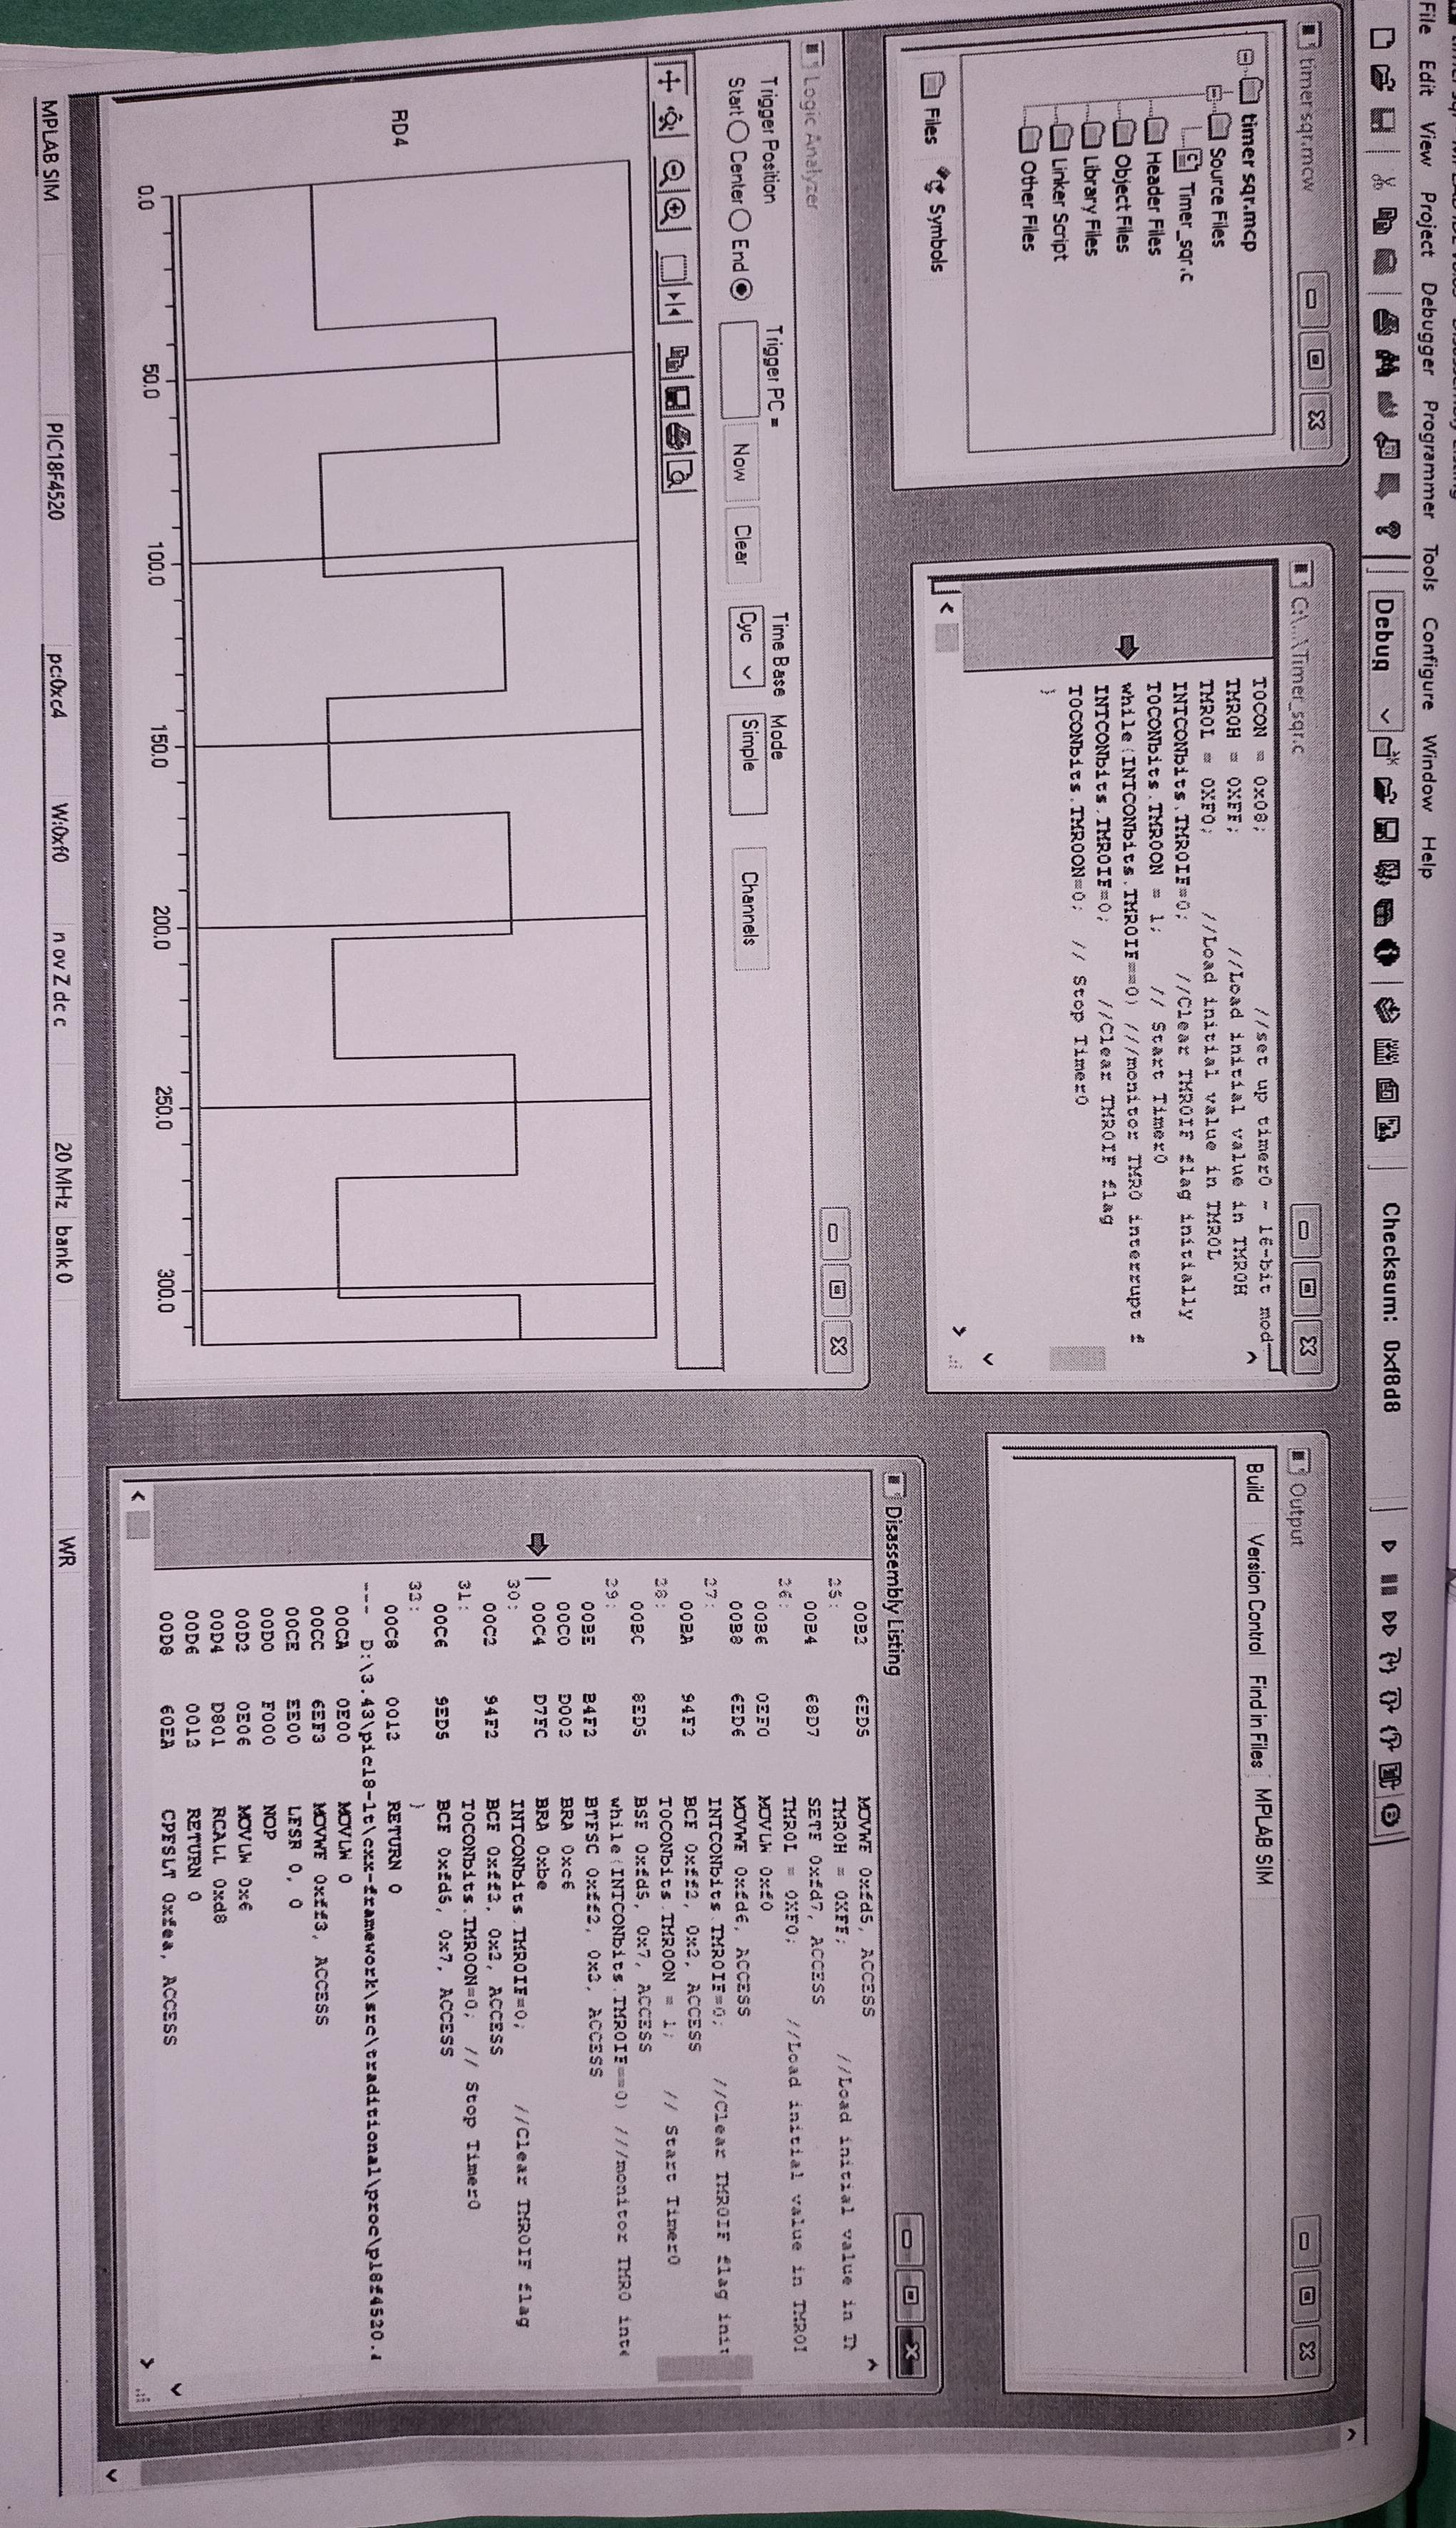 File Edit View Project Debugger Programmer Tools Configure Window Help
Debug
Checksum: 0xf8d8
timer sqr.mcw
timer sqr.mcp
Source Files
Timer_sqr.c
Header Files
Object Files
Library Files
Linker Script
Other Files
Files Symbols
C:\...\Timer_sqr.c
T0CON = 0x08; //set up timer0 - 16-bit mod
TMR0H = 0XFF; //Load initial value in TMR0H
TMR0L = 0XF0; //Load initial value in TMR0L
INTCONbits.TMR0IF=0; //Clear TMR0IF flag initially
T0CONbits.TMR0ON = 1; // Start Timer0
while(INTCONbits.TMR0IF==0) ///monitor TMR0 interrupt f
INTCONbits.TMR0IF=0; //Clear TMR0IF flag
T0CONbits.TMR0ON=0; // Stop Timer0
}
Output
Build Version Control Find in Files MPLAB SIM
Logic Analyzer
Trigger Position Trigger PC = Time Base Mode
Start Center End Now Clear Cyc Simple Channels
RD4
0.0 50.0 100.0 150.0 200.0 250.0 300.0
Disassembly Listing
00B2 6ED5 MOVWF 0xfd5, ACCESS
25: TMR0H = 0XFF; //Load initial value in TM
00B4 68D7 SETF 0xfd7, ACCESS
26: TMR0L = 0XF0; //Load initial value in TMR0L
00B6 0EF0 MOVLW 0xf0
00B8 6ED6 MOVWF 0xfd6, ACCESS
27: INTCONbits.TMR0IF=0; //Clear TMR0IF flag init
00BA 94F2 BCF 0xff2, 0x2, ACCESS
28: T0CONbits.TMR0ON = 1; // Start Timer0
00BC 8ED5 BSF 0xfd5, 0x7, ACCESS
29: while(INTCONbits.TMR0IF==0) ///monitor TMR0 inte
00BE B4F2 BTFSC 0xff2, 0x2, ACCESS
00C0 D002 BRA 0xc6
00C4 D7FC BRA 0xbe
30: INTCONbits.TMR0IF=0; //Clear TMR0IF flag
00C2 94F2 BCF 0xff2, 0x2, ACCESS
31: T0CONbits.TMR0ON=0; // Stop Timer0
00C6 9ED5 BCF 0xfd5, 0x7, ACCESS
32: }
00C8 0012 RETURN 0
--- D:\3.43\pic18-lt\cxx-framework\src\traditional\proc\p18f4520.a
00CA 0E00 MOVLW 0
00CC 6EF3 MOVWF 0xff3, ACCESS
00CE EE00 LFSR 0, 0
00D0 F000 NOP
00D2 0E06 MOVLW 0x6
00D4 D801 RCALL 0xd8
00D6 0012 RETURN 0
00D8 60EA CPFSLT 0xfea, ACCESS
MPLAB SIM PIC18F4520 pc:0xc4 W:0xf0 n ov Z dc c 20 MHz bank 0 WR